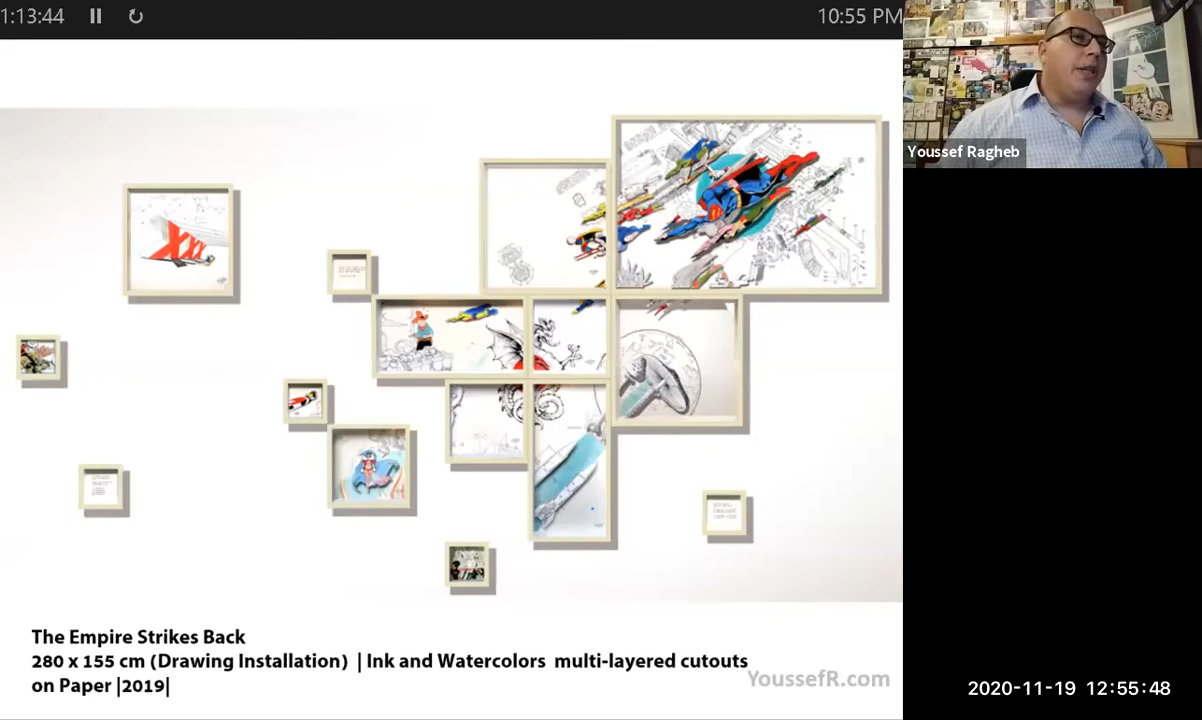 1:13:44
10:55 PM
Youssef Ragheb
The Empire Strikes Back
280 x 155 cm (Drawing Installation) | Ink and Watercolors multi-layered cutouts
on Paper |2019|
YoussefR.com
2020-11-19 12:55:48